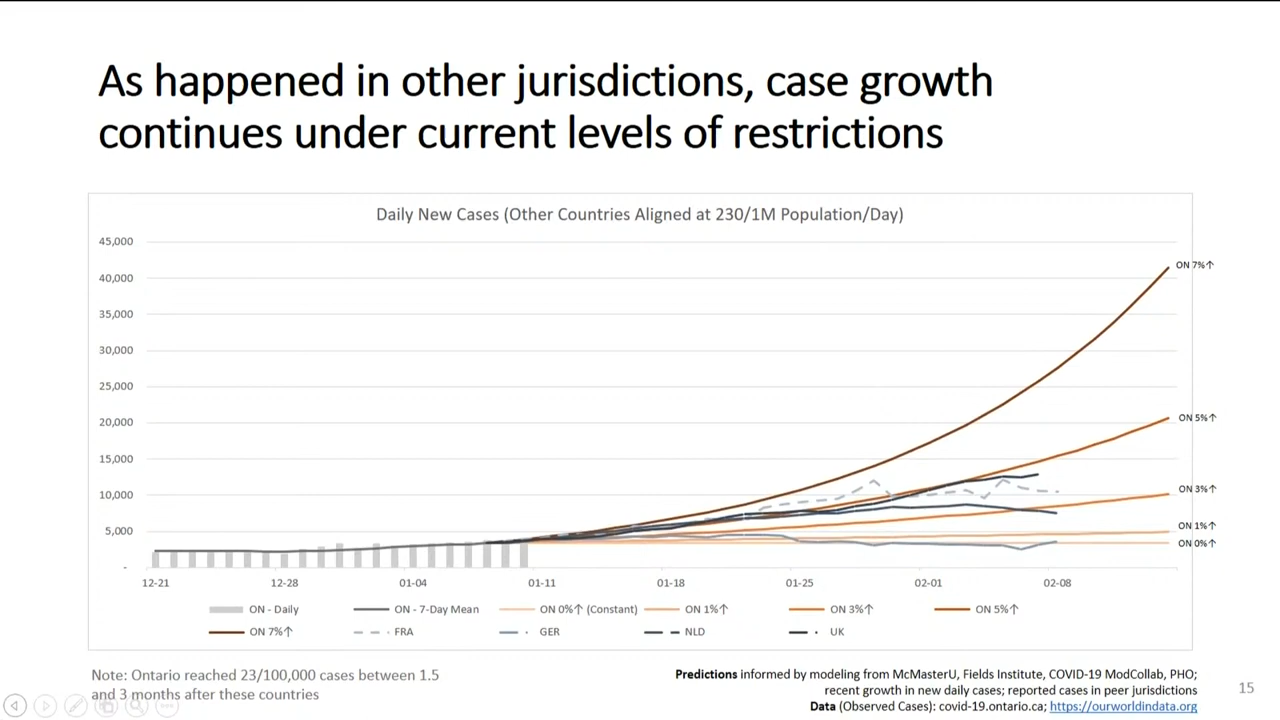 As happened in other jurisdictions, case growth
continues under current levels of restrictions
Daily New Cases (Other Countries Aligned at 230/1M Population/Day)
45,000
40,000
35,000
30,000
25,000
20,000
15,000
10,000
5,000
-
12-21
12-28
01-04
01-11
01-18
01-25
02-01
02-08
ON 7%↑
ON 5%↑
ON 3%↑
ON 1%↑
ON 0%↑
ON - Daily
ON - 7-Day Mean
ON 0%↑ (Constant)
ON 1%↑
ON 3%↑
ON 5%↑
ON 7%↑
FRA
GER
NLD
UK
Note: Ontario reached 23/100,000 cases between 1.5
and 3 months after these countries
Predictions informed by modeling from McMasterU, Fields Institute, COVID-19 ModCollab, PHO;
recent growth in new daily cases; reported cases in peer jurisdictions
Data (Observed Cases): covid-19.ontario.ca; https://ourworldindata.org
15